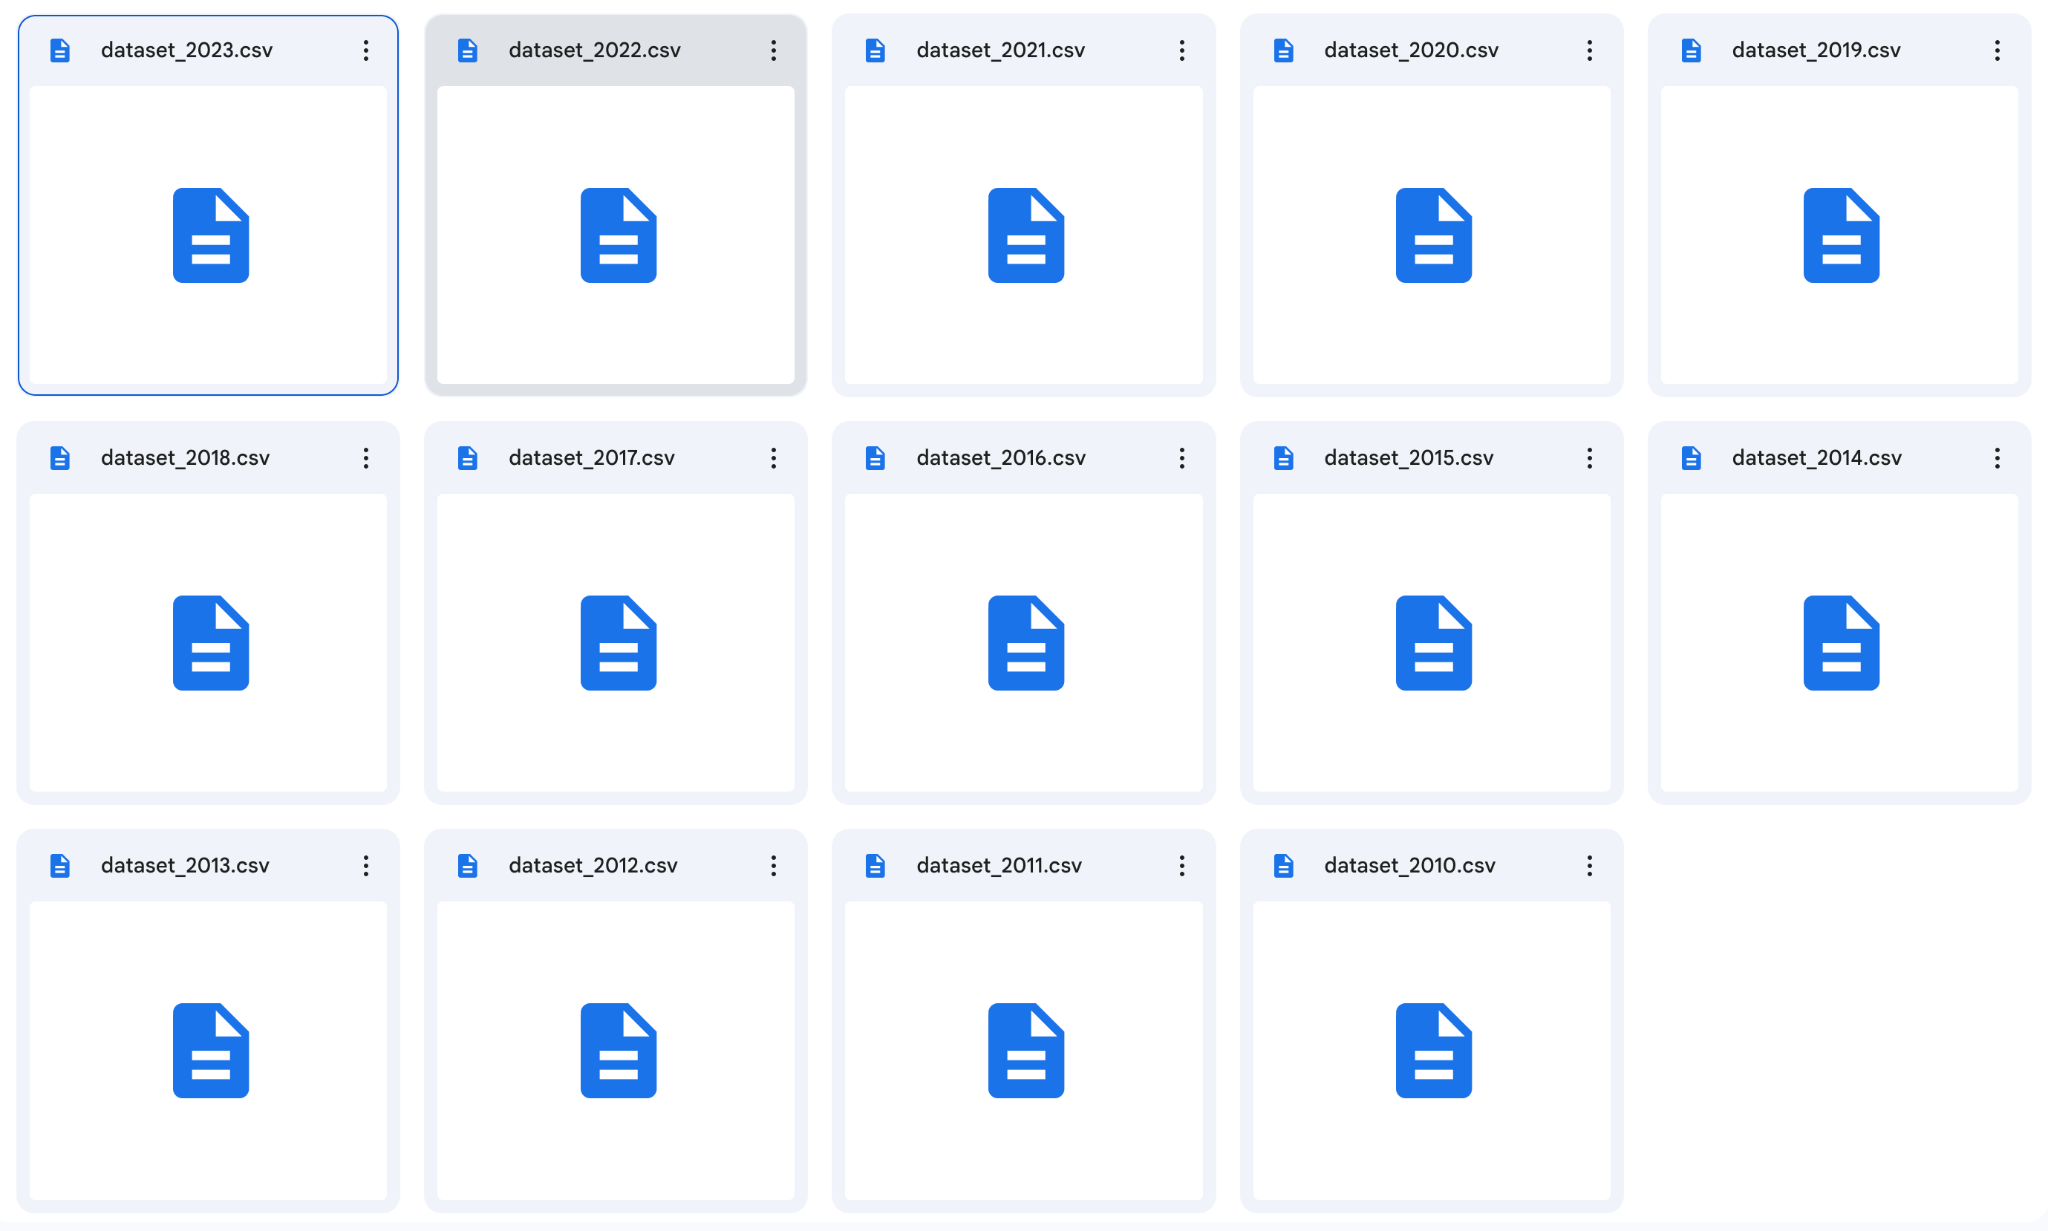 dataset_2023.csv
dataset_2022.csv
dataset_2021.csv
dataset_2020.csv
dataset_2019.csv
dataset_2018.csv
dataset_2017.csv
dataset_2016.csv
dataset_2015.csv
dataset_2014.csv
dataset_2013.csv
dataset_2012.csv
dataset_2011.csv
dataset_2010.csv